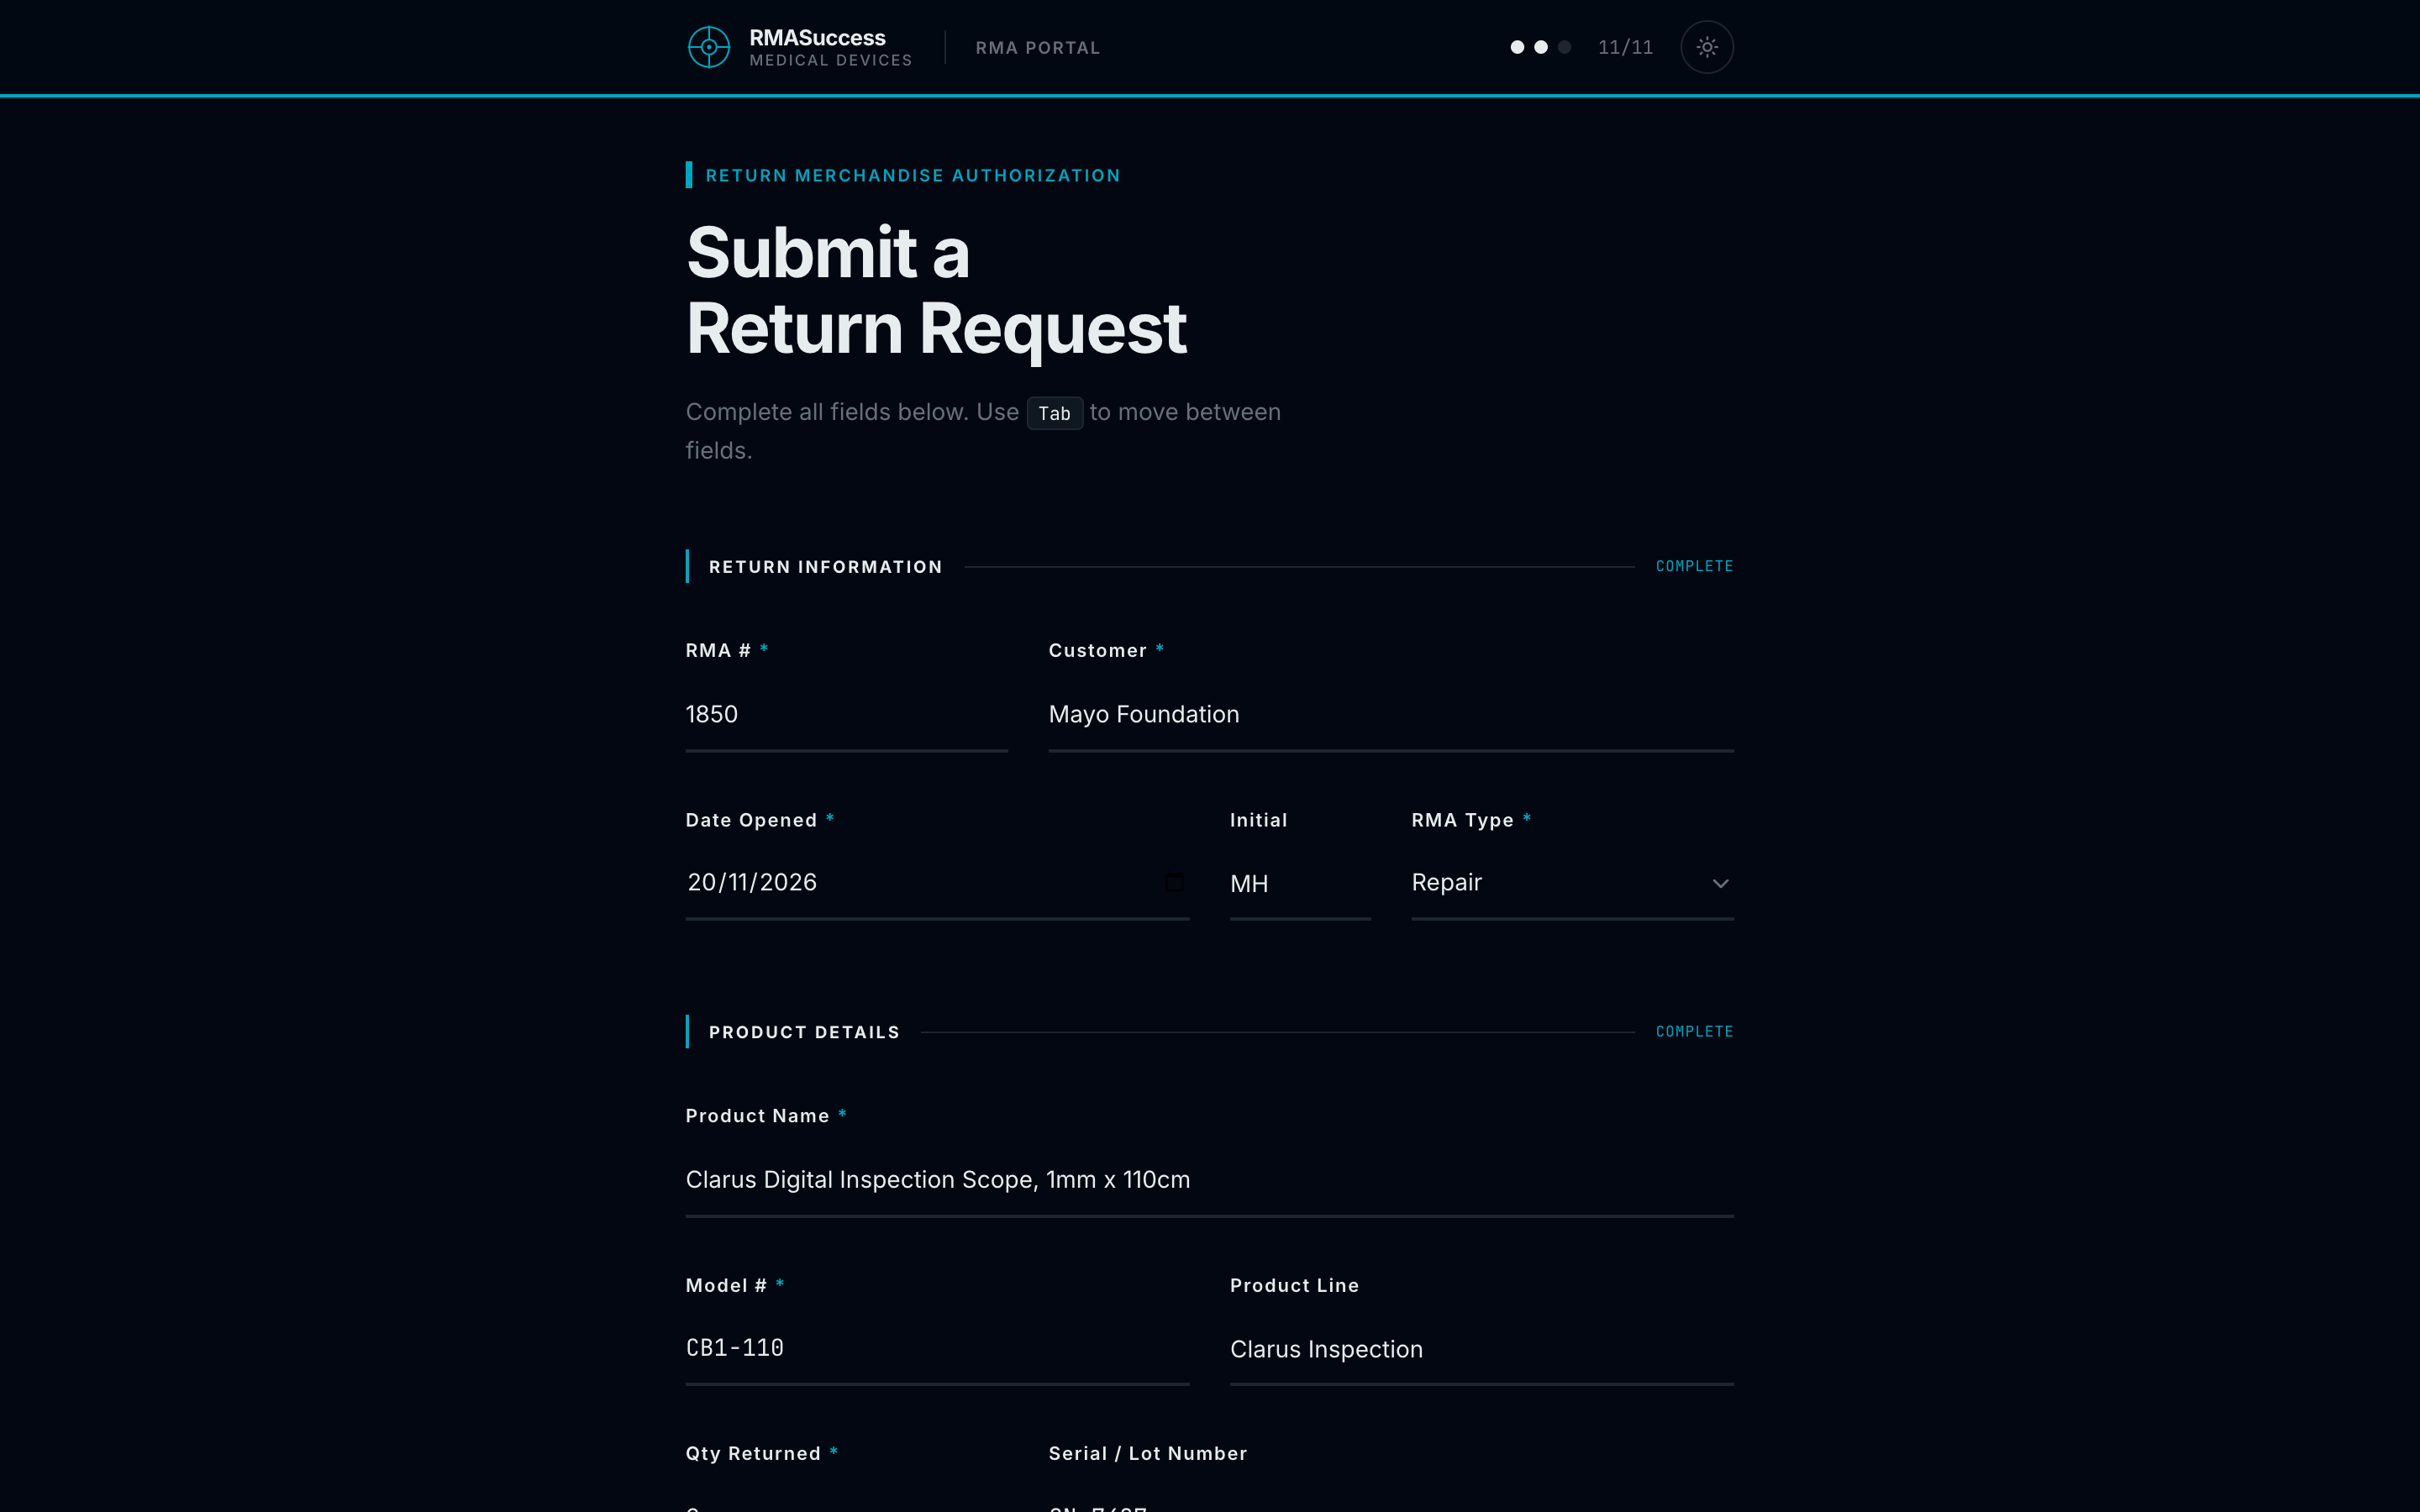 RMASuccess
MEDICAL DEVICES
RMA PORTAL
11/11
RETURN MERCHANDISE AUTHORIZATION
Submit a
Return Request
Complete all fields below. Use Tab to move between
fields.
RETURN INFORMATION
COMPLETE
RMA # *
Customer *
1850
Mayo Foundation
Date Opened *
Initial
RMA Type *
20/11/2026
MH
Repair
PRODUCT DETAILS
COMPLETE
Product Name *
Clarus Digital Inspection Scope, 1mm x 110cm
Model # *
Product Line
CB1-110
Clarus Inspection
Qty Returned *
Serial / Lot Number